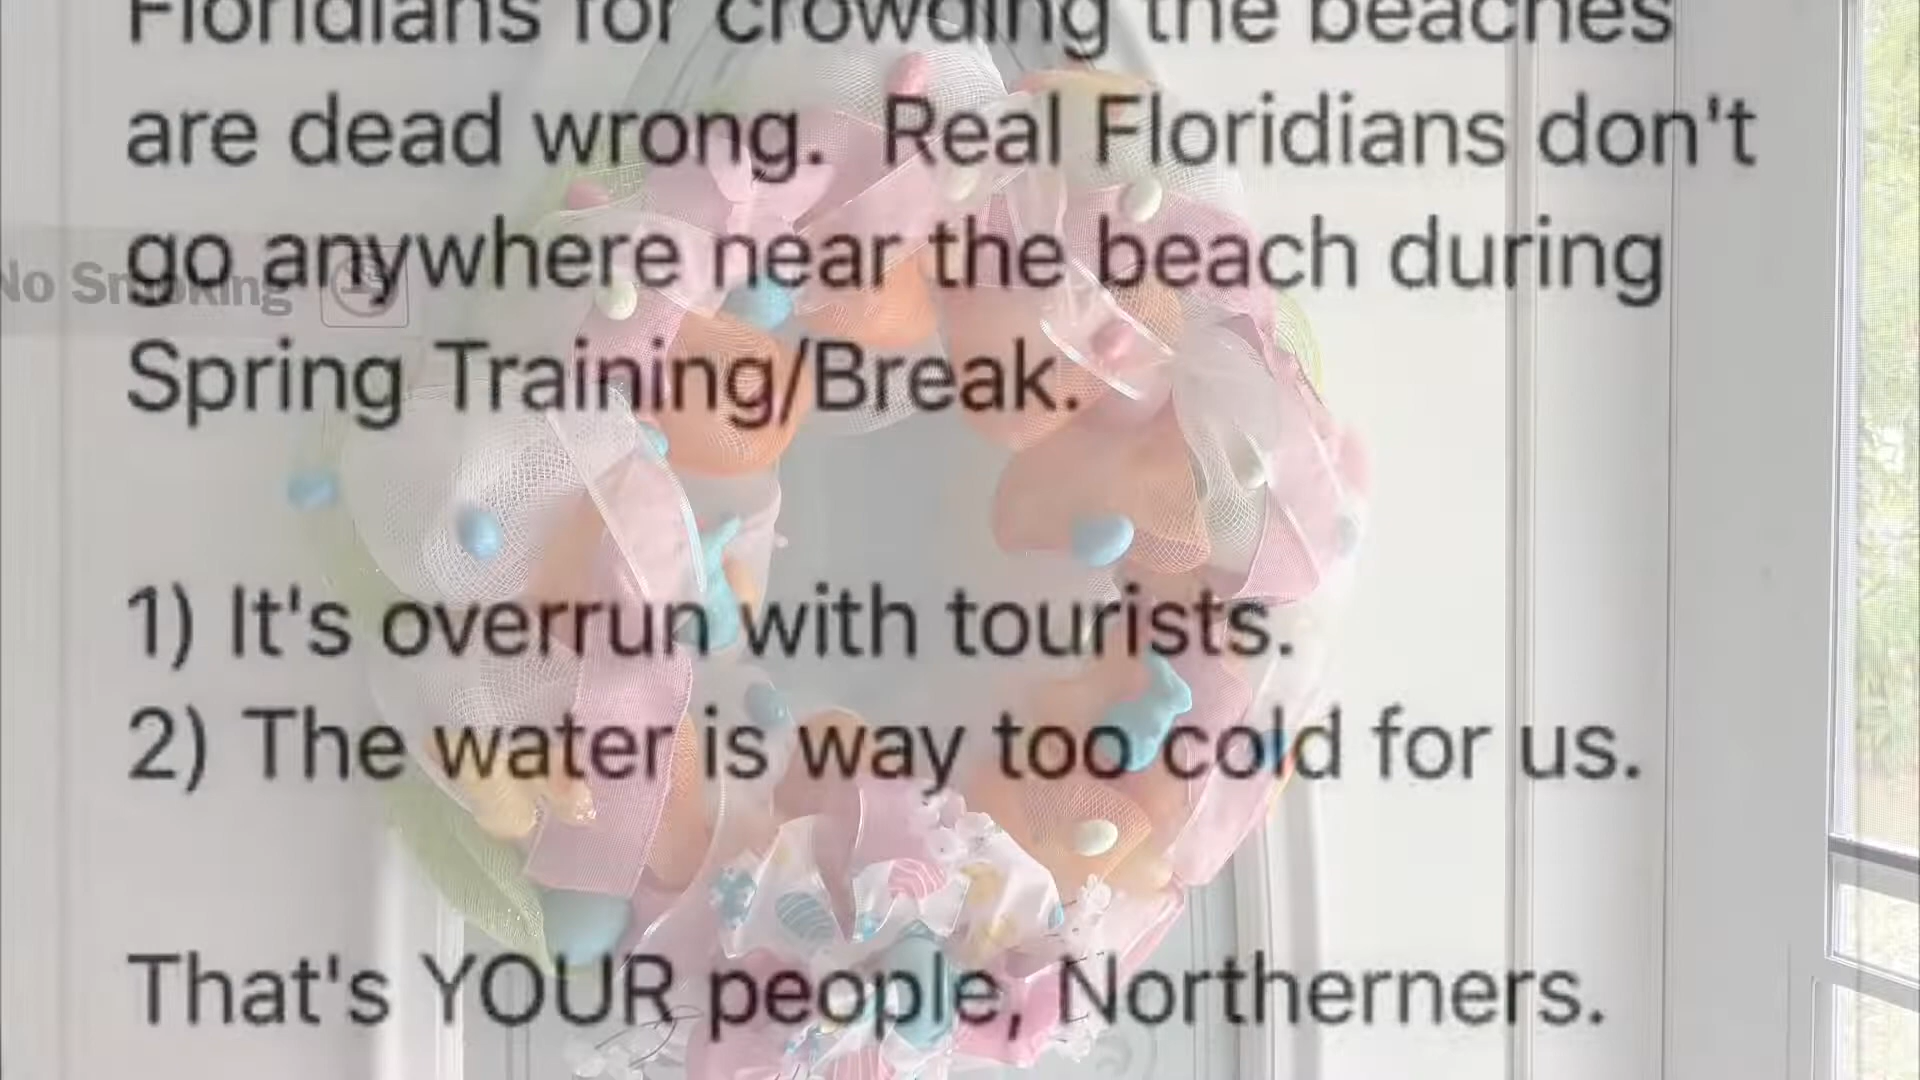 Floridians for crowding the beaches
are dead wrong. Real Floridians don't
go anywhere near the beach during
No Smoking
Spring Training/Break.
1) It's overrun with tourists.
2) The water is way too cold for us.
That's YOUR people, Northerners.